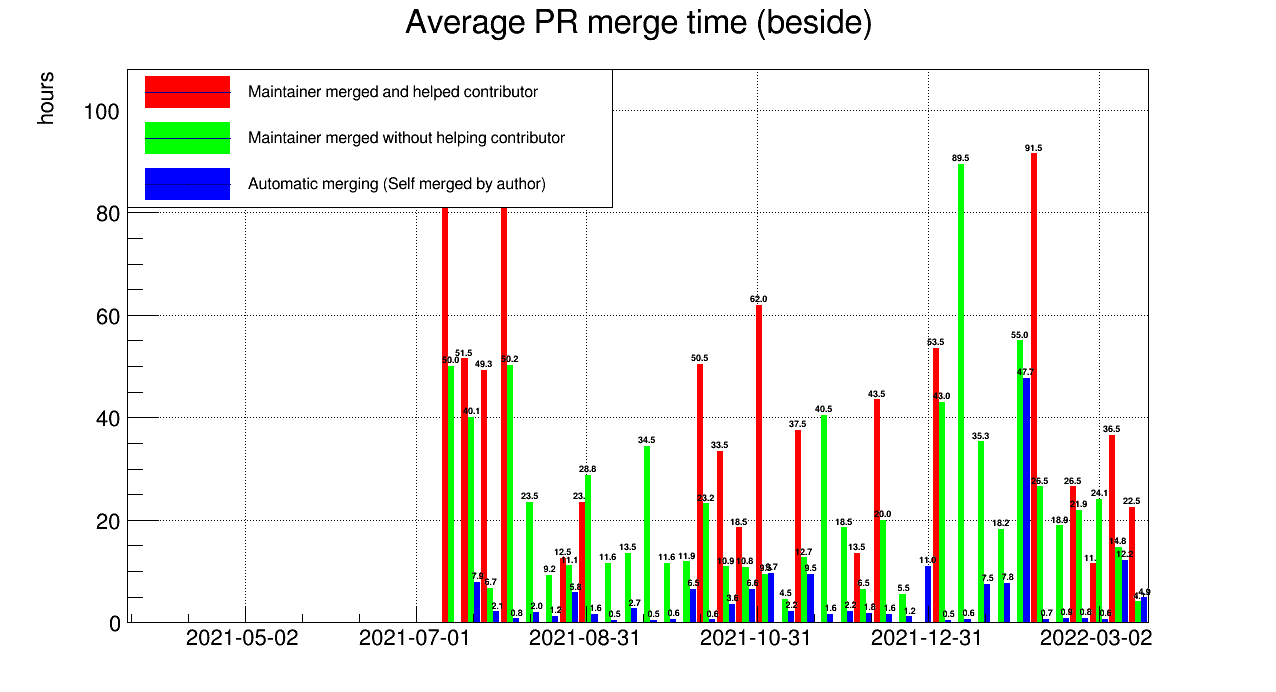 Average PR merge time (beside)
hours
Maintainer merged and helped contributor
Maintainer merged without helping contributor
Automatic merging (Self merged by author)
100
80
60
40
20
0
50.0 51.5 40.1 7.9 49.3 6.7 50.2 0.8 23.5 2.0 9.2 1.2 12.5 11.1 5.8 28.8 1.6 11.6 0.5 13.5 2.7 34.5 0.5 11.6 0.6 11.9 6.5 50.5 23.2 0.6 33.5 10.9 3.6 18.5 10.8 6.6 62.0 9.7 4.5 2.2 37.5 12.7 9.5 40.5 1.6 18.5 2.2 13.5 6.5 1.8 43.5 20.0 1.6 5.5 1.2 11.0 53.5 43.0 0.5 89.5 0.6 35.3 7.5 18.2 7.8 55.0 47.7 91.5 26.5 0.7 18.9 0.9 26.5 21.9 0.8 24.1 0.6 36.5 14.8 12.2 22.5 4.9
2021-05-02 2021-07-01 2021-08-31 2021-10-31 2021-12-31 2022-03-02